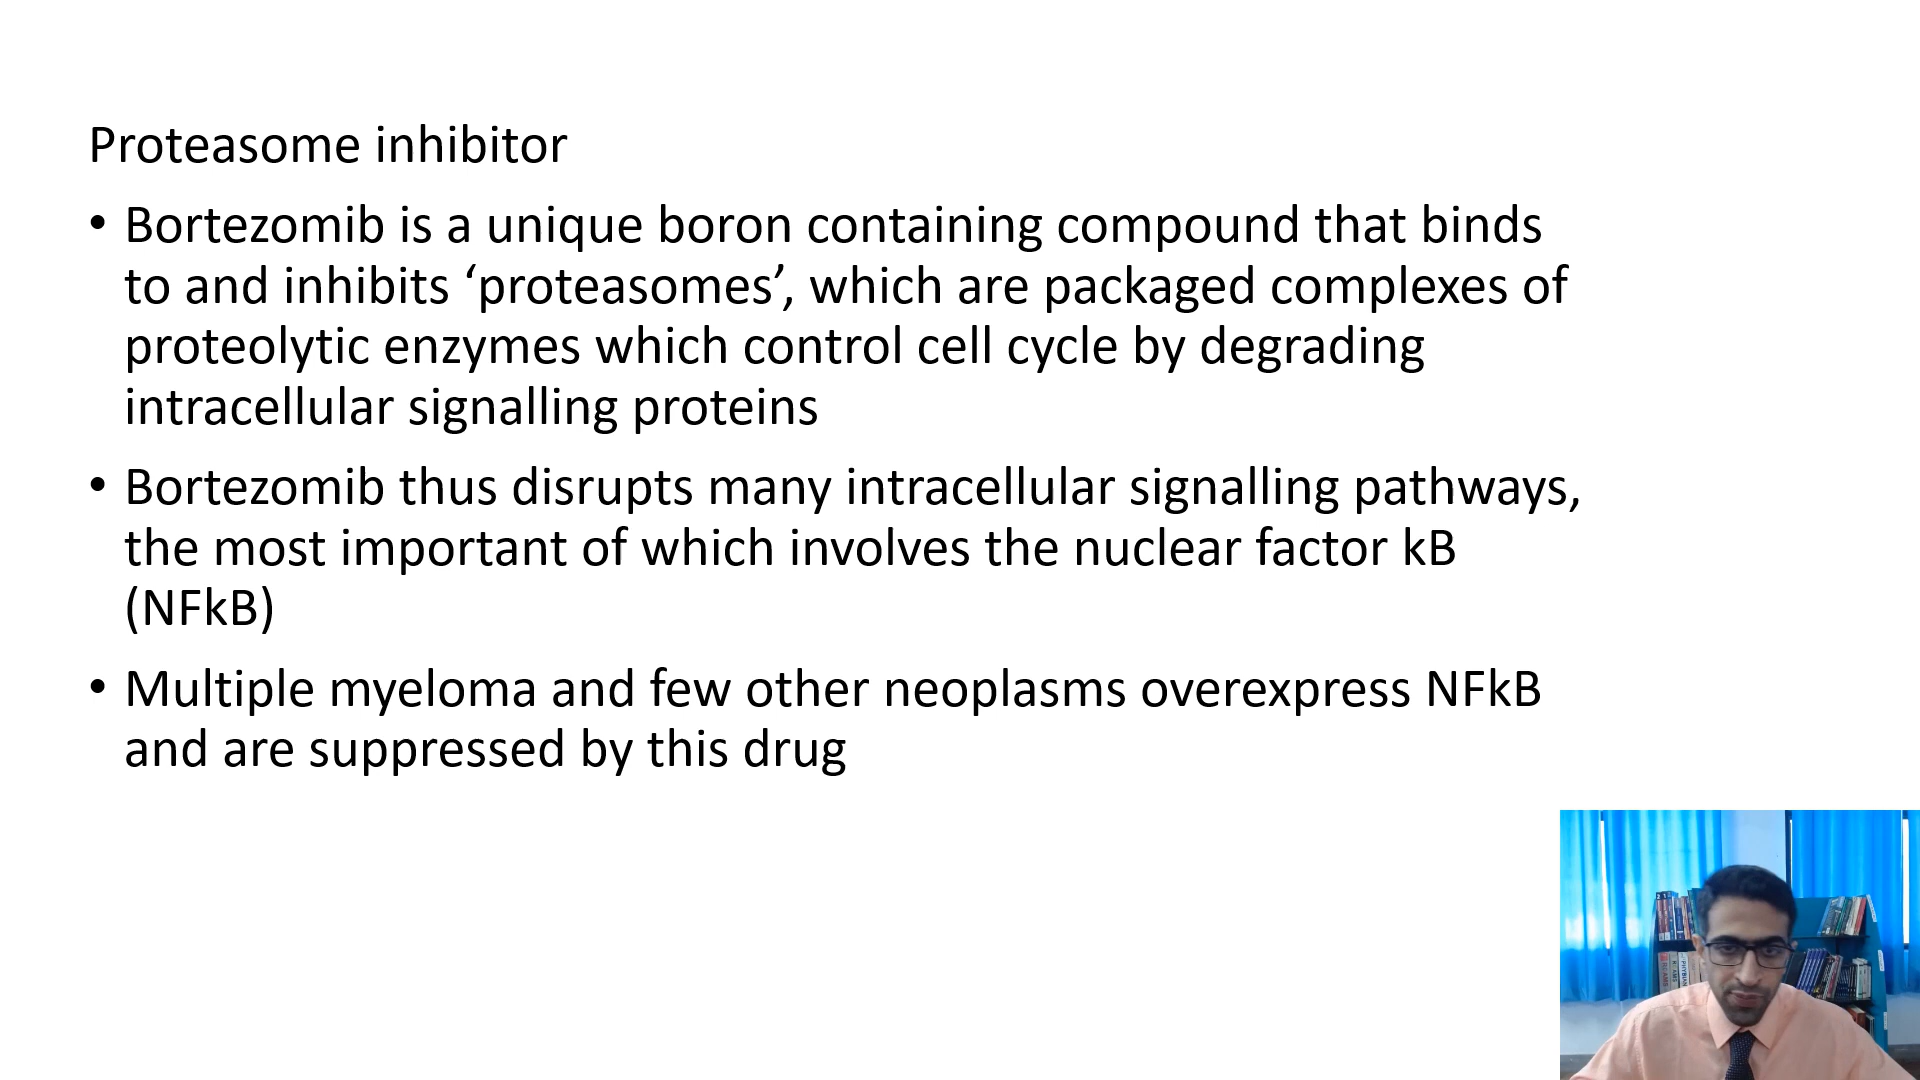 Proteasome inhibitor
• Bortezomib is a unique boron containing compound that binds
to and inhibits ‘proteasomes’, which are packaged complexes of
proteolytic enzymes which control cell cycle by degrading
intracellular signalling proteins
• Bortezomib thus disrupts many intracellular signalling pathways,
the most important of which involves the nuclear factor kB
(NFkB)
• Multiple myeloma and few other neoplasms overexpress NFkB
and are suppressed by this drug